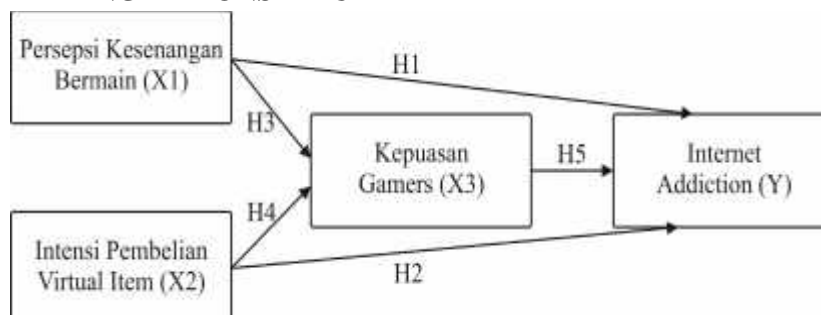 Persepsi Kesenangan
Bermain (X1)
H1
H3
Kepuasan
Gamers (X3)
H5
Internet
Addiction (Y)
H4
Intensi Pembelian
Virtual Item (X2)
H2